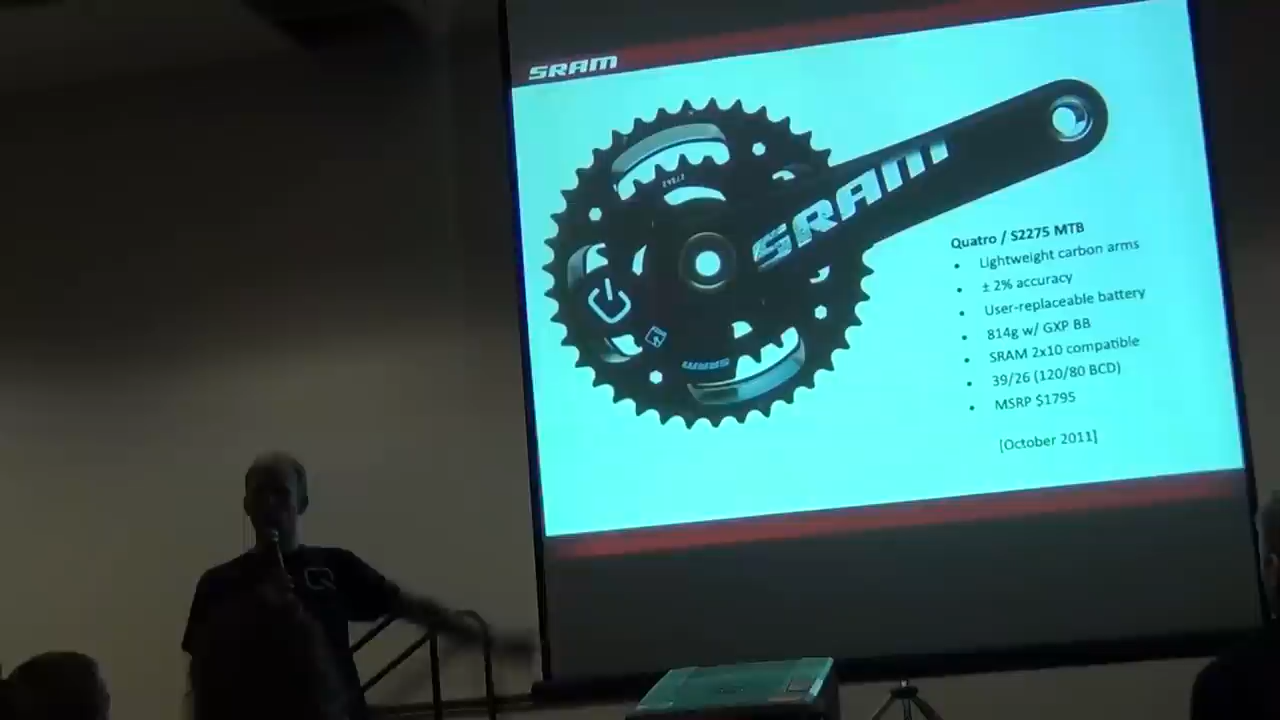 SRAM
SRAM
Quatro / S2275 MTB
• Lightweight carbon arms
• ± 2% accuracy
• User-replaceable battery
• 814g w/ GXP BB
• SRAM 2x10 compatible
• 39/26 (120/80 BCD)
• MSRP $1795
[October 2011]
SRAM